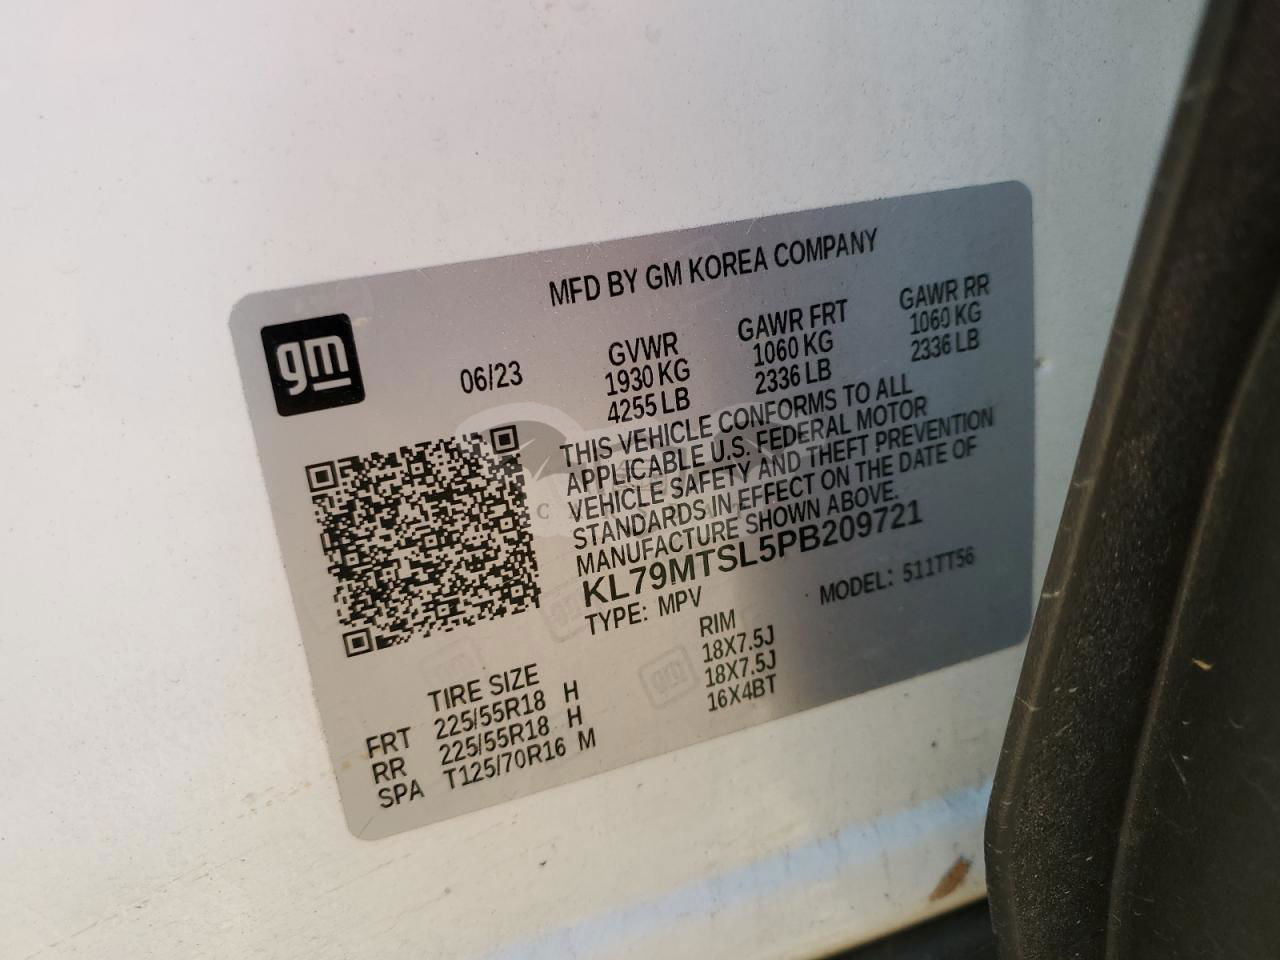 MFD BY GM KOREA COMPANY
gm
06/23
GVWR GAWR FRT GAWR RR
1930 KG 1060 KG 1060 KG
4255 LB 2336 LB 2336 LB
THIS VEHICLE CONFORMS TO ALL
APPLICABLE U.S. FEDERAL MOTOR
VEHICLE SAFETY AND THEFT PREVENTION
STANDARDS IN EFFECT ON THE DATE OF
MANUFACTURE SHOWN ABOVE.
KL79MTSL5PB209721
TYPE: MPV MODEL: 511TT56
TIRE SIZE RIM
FRT 225/55R18 H 18X7.5J
RR 225/55R18 H 18X7.5J
SPA T125/70R16 M 16X4BT